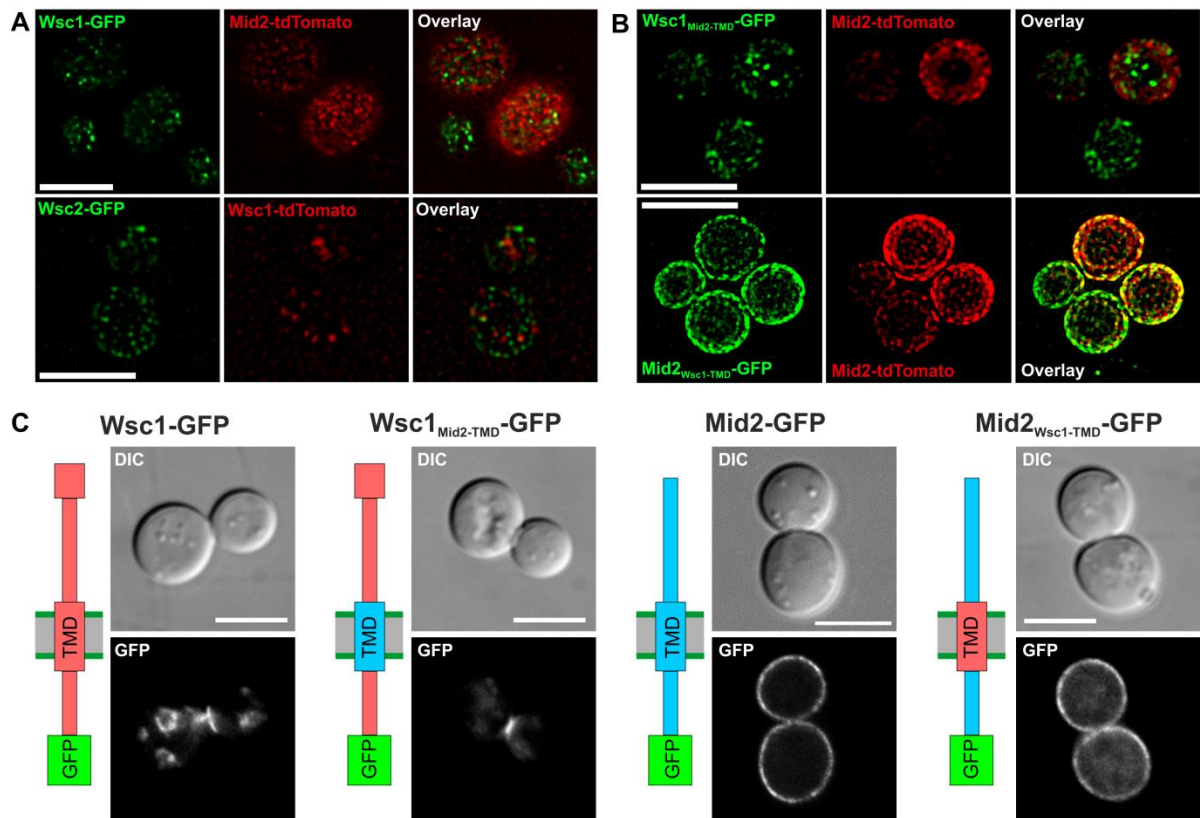 A
Wsc1-GFP
Mid2-tdTomato
Overlay
Wsc2-GFP
Wsc1-tdTomato
Overlay
B
Wsc1Mid2-TMD-GFP
Mid2-tdTomato
Overlay
Mid2Wsc1-TMD-GFP
Mid2-tdTomato
Overlay
C
Wsc1-GFP
TMD
GFP
DIC
GFP
Wsc1Mid2-TMD-GFP
TMD
GFP
DIC
GFP
Mid2-GFP
TMD
GFP
DIC
GFP
Mid2Wsc1-TMD-GFP
TMD
GFP
DIC
GFP